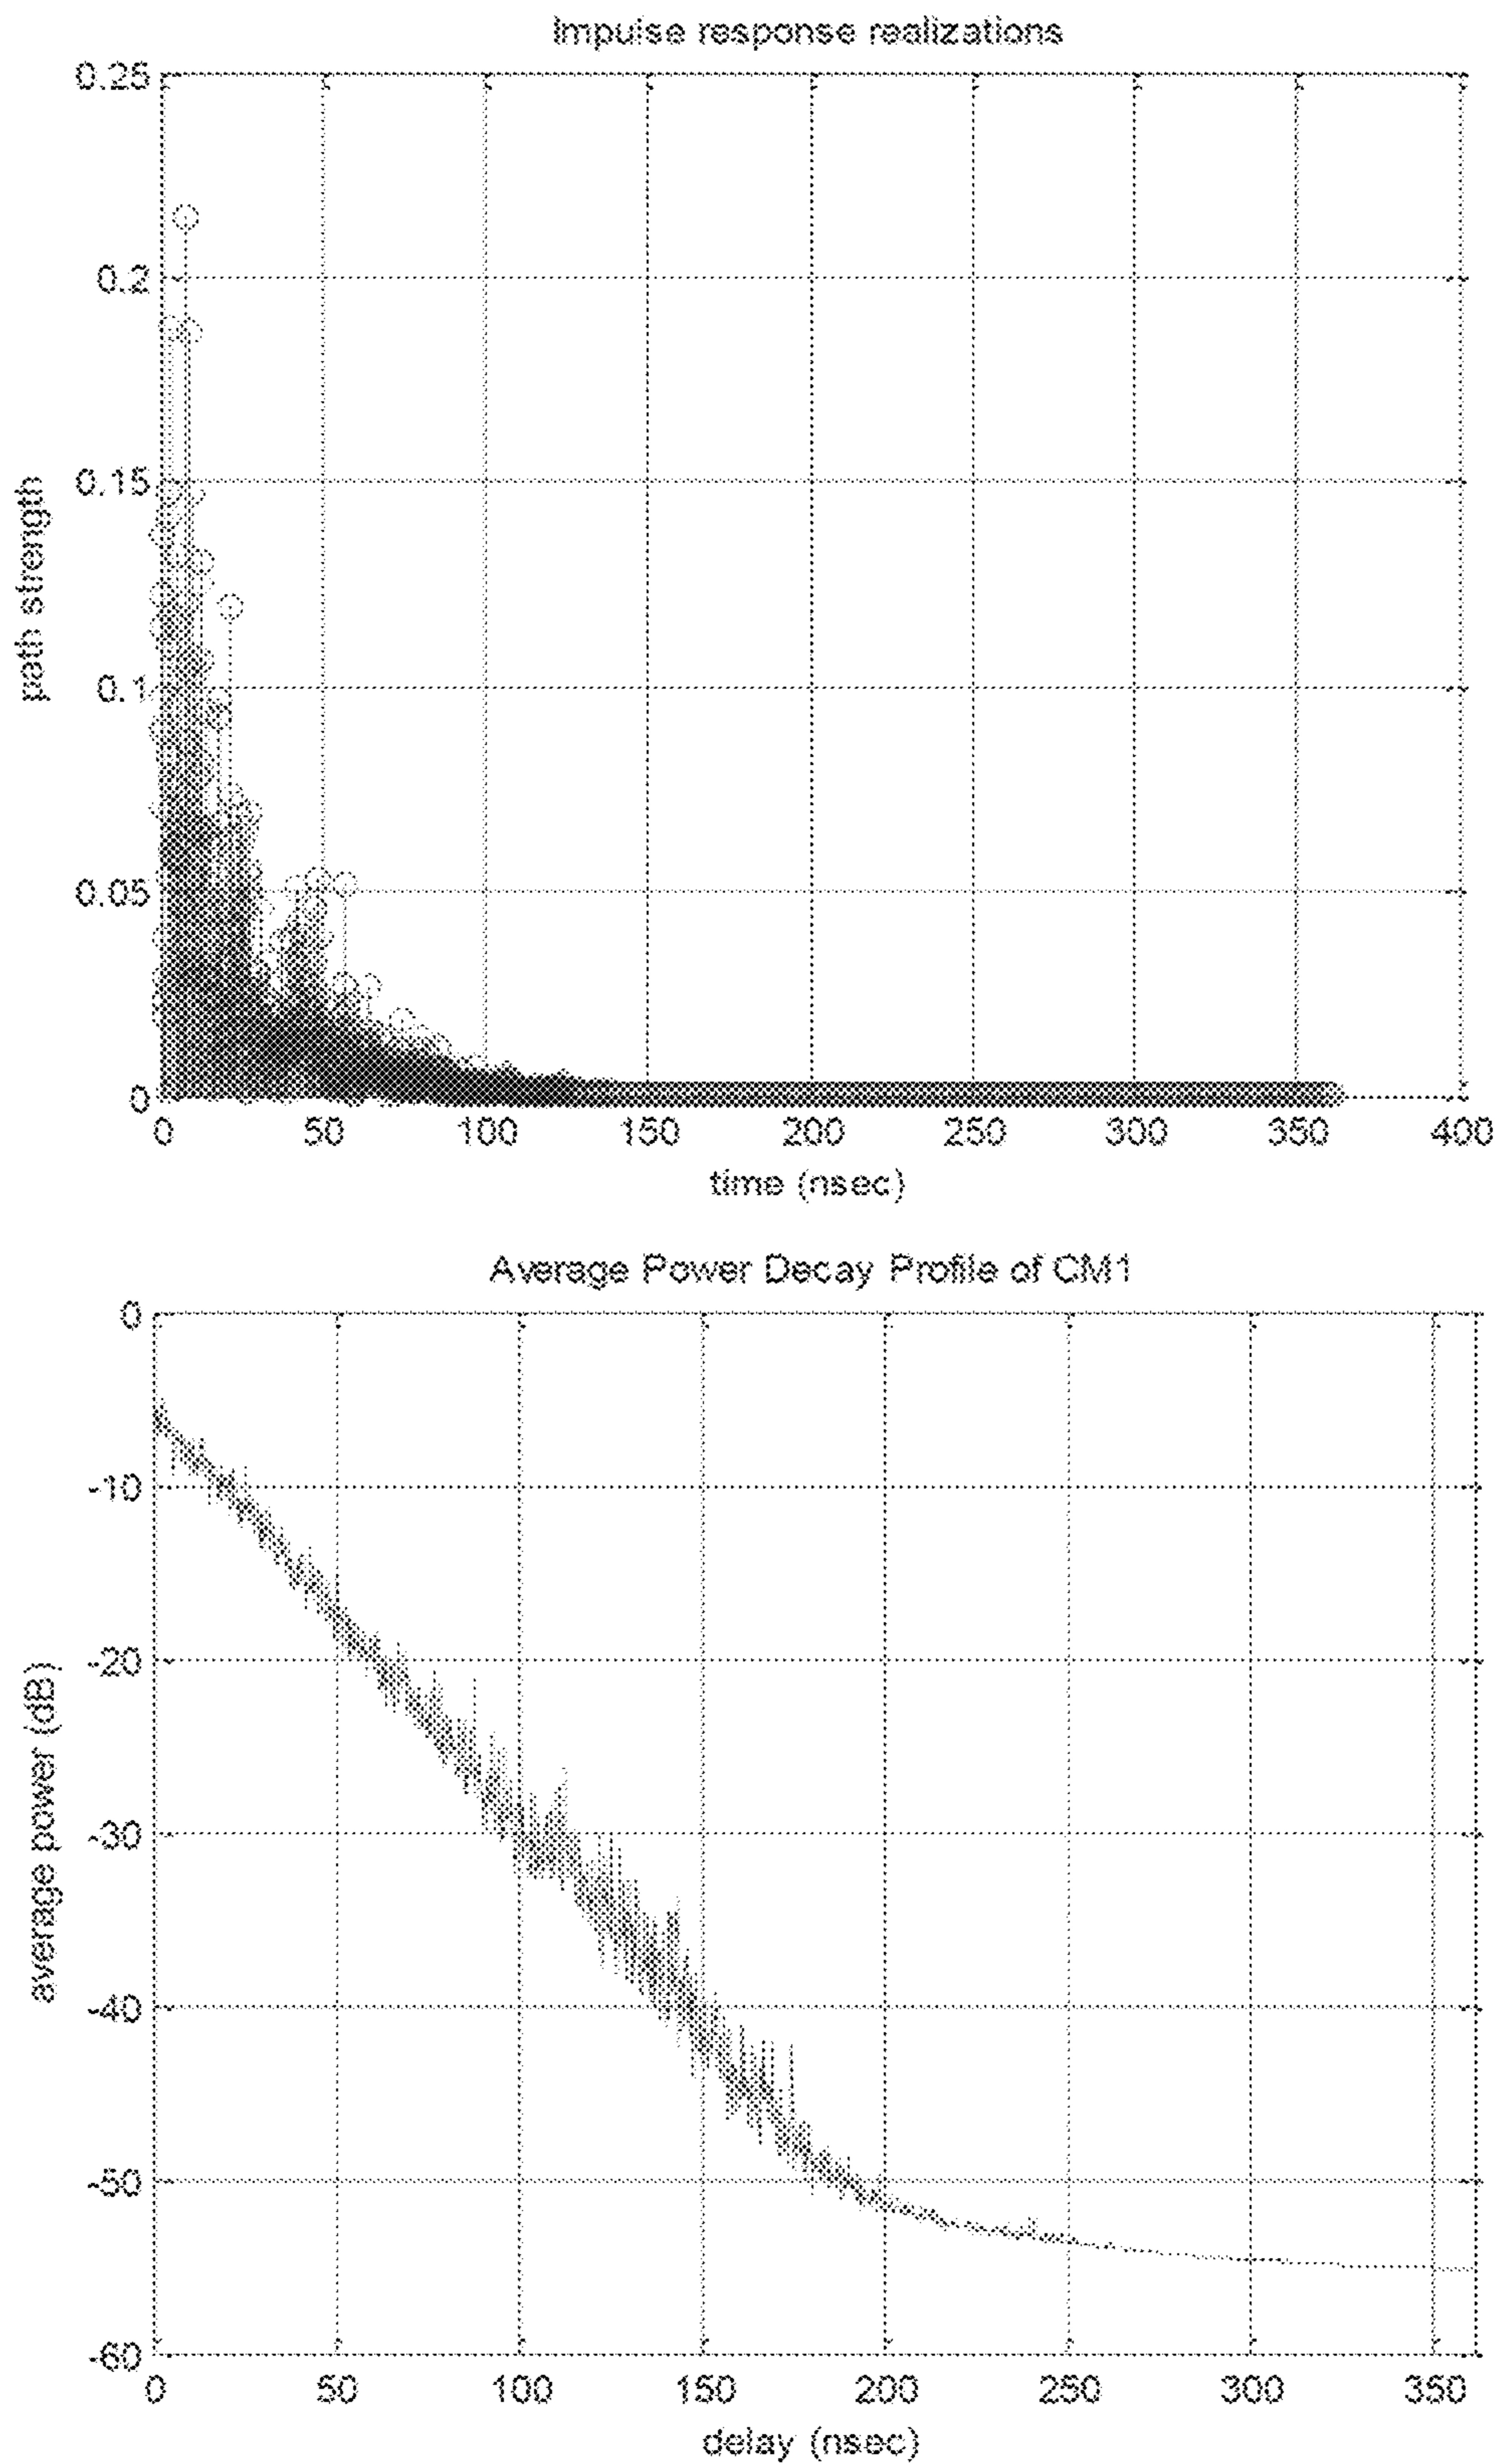 Impulse response realizations
0.25
0.2
0.15
0.1
0.05
0
path strength
0 50 100 150 200 250 300 350 400
time (nsec)
Average Power Decay Profile of CM1
0
-10
-20
-30
-40
-50
-60
average power (dB)
0 50 100 150 200 250 300 350
delay (nsec)